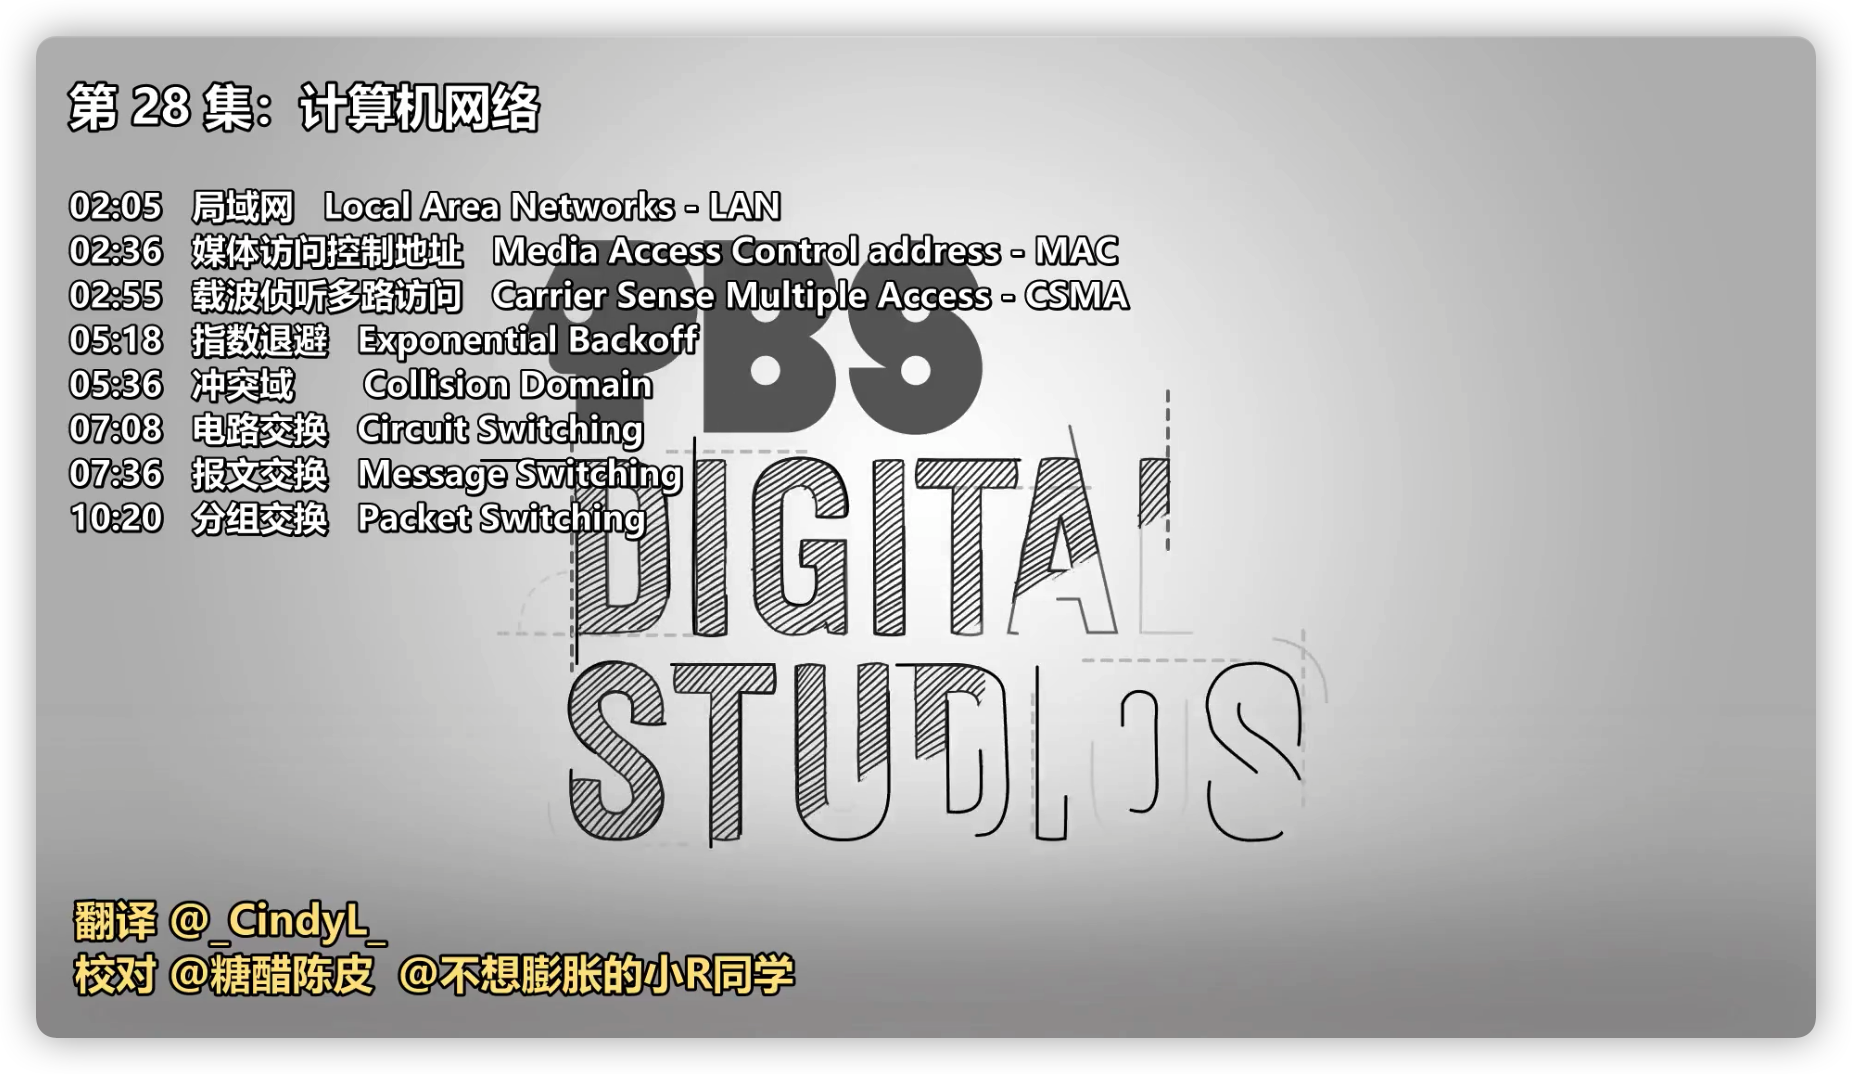 第 28 集：计算机网络
02:05 局域网 Local Area Networks - LAN
02:36 媒体访问控制地址 Media Access Control address - MAC
02:55 载波侦听多路访问 Carrier Sense Multiple Access - CSMA
05:18 指数退避 Exponential Backoff
05:36 冲突域 Collision Domain
07:08 电路交换 Circuit Switching
07:36 报文交换 Message Switching
10:20 分组交换 Packet Switching
PBS
DIGITAL
STUDIOS
翻译 @_CindyL_
校对 @糖醋陈皮 @不想膨胀的小R同学